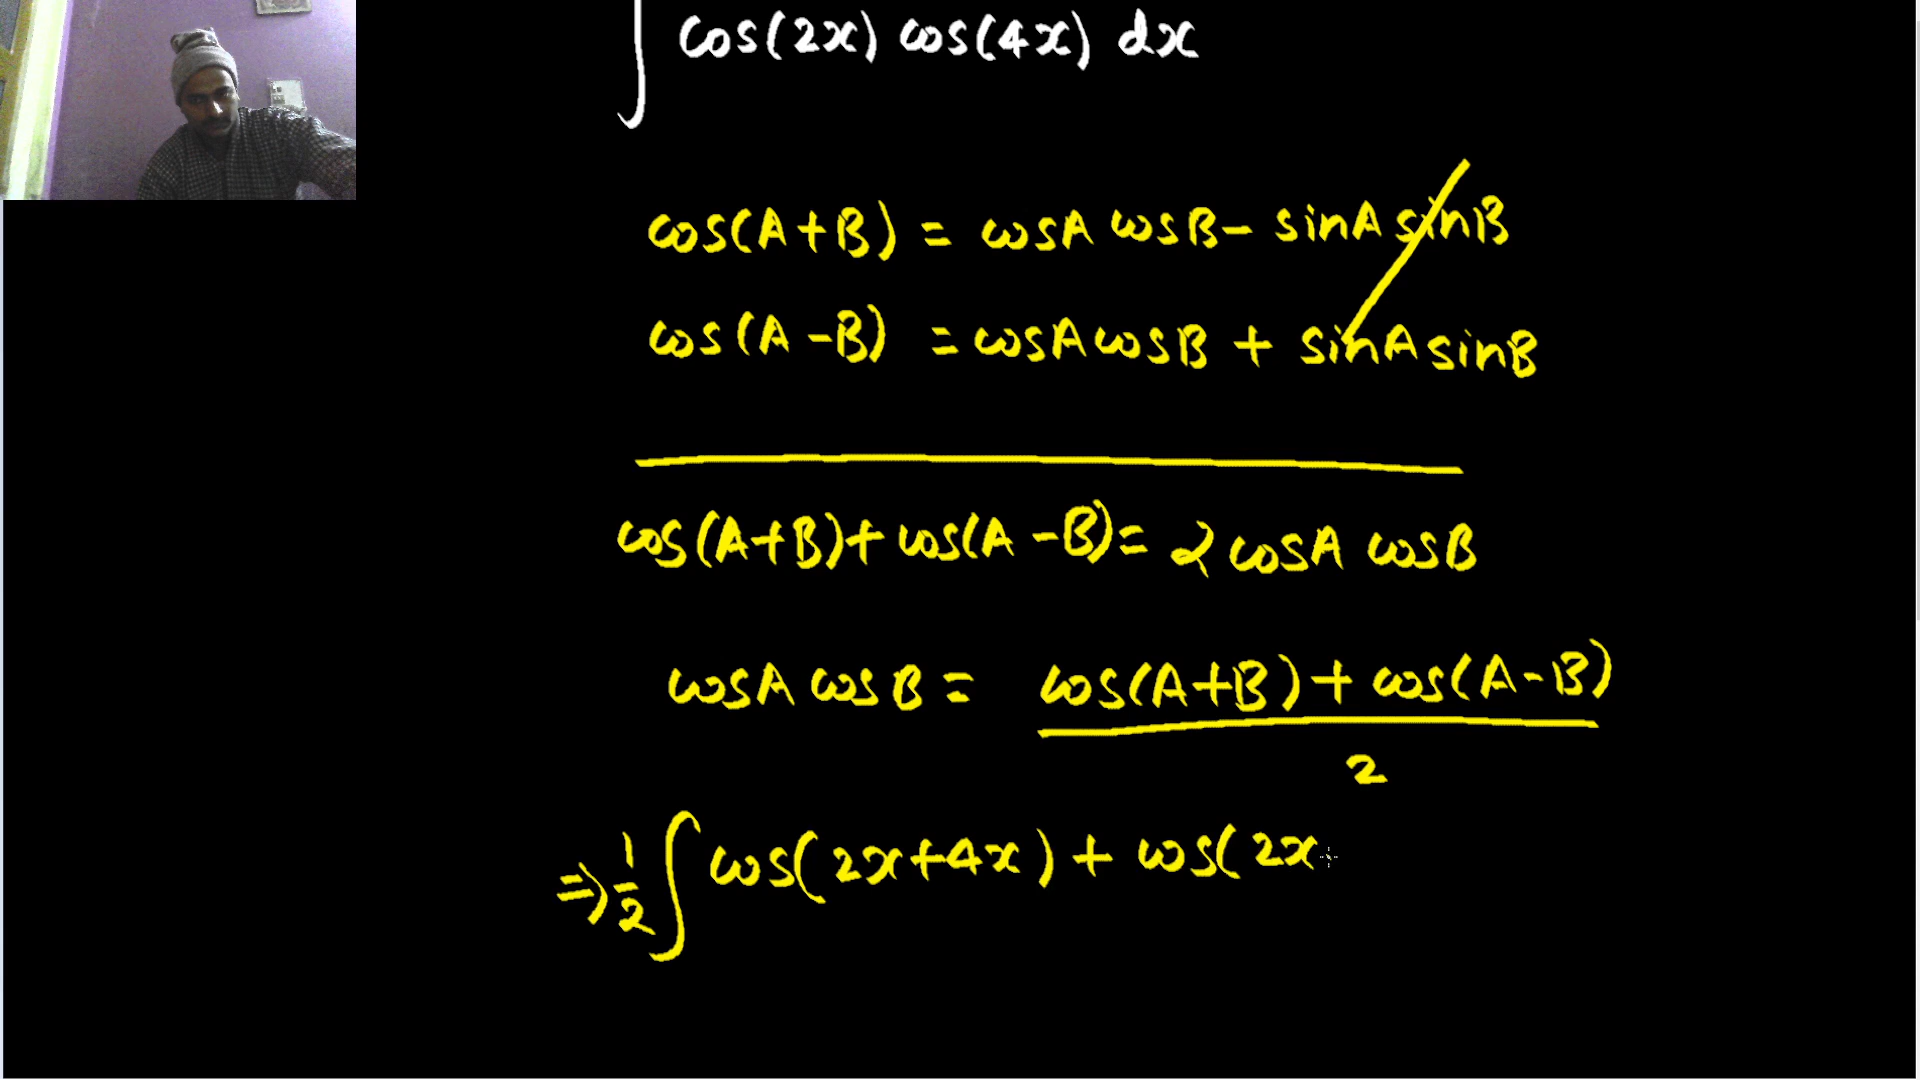 ∫ cos(2x) cos(4x) dx
cos(A+B) = cosA cosB - sinA sinB
cos(A-B) = cosA cosB + sinA sinB
cos(A+B)+cos(A-B)= 2 cosA cosB
cosA cosB = cos(A+B)+cos(A-B)
2
⇒ 1/2 ∫ cos(2x+4x) + cos(2x